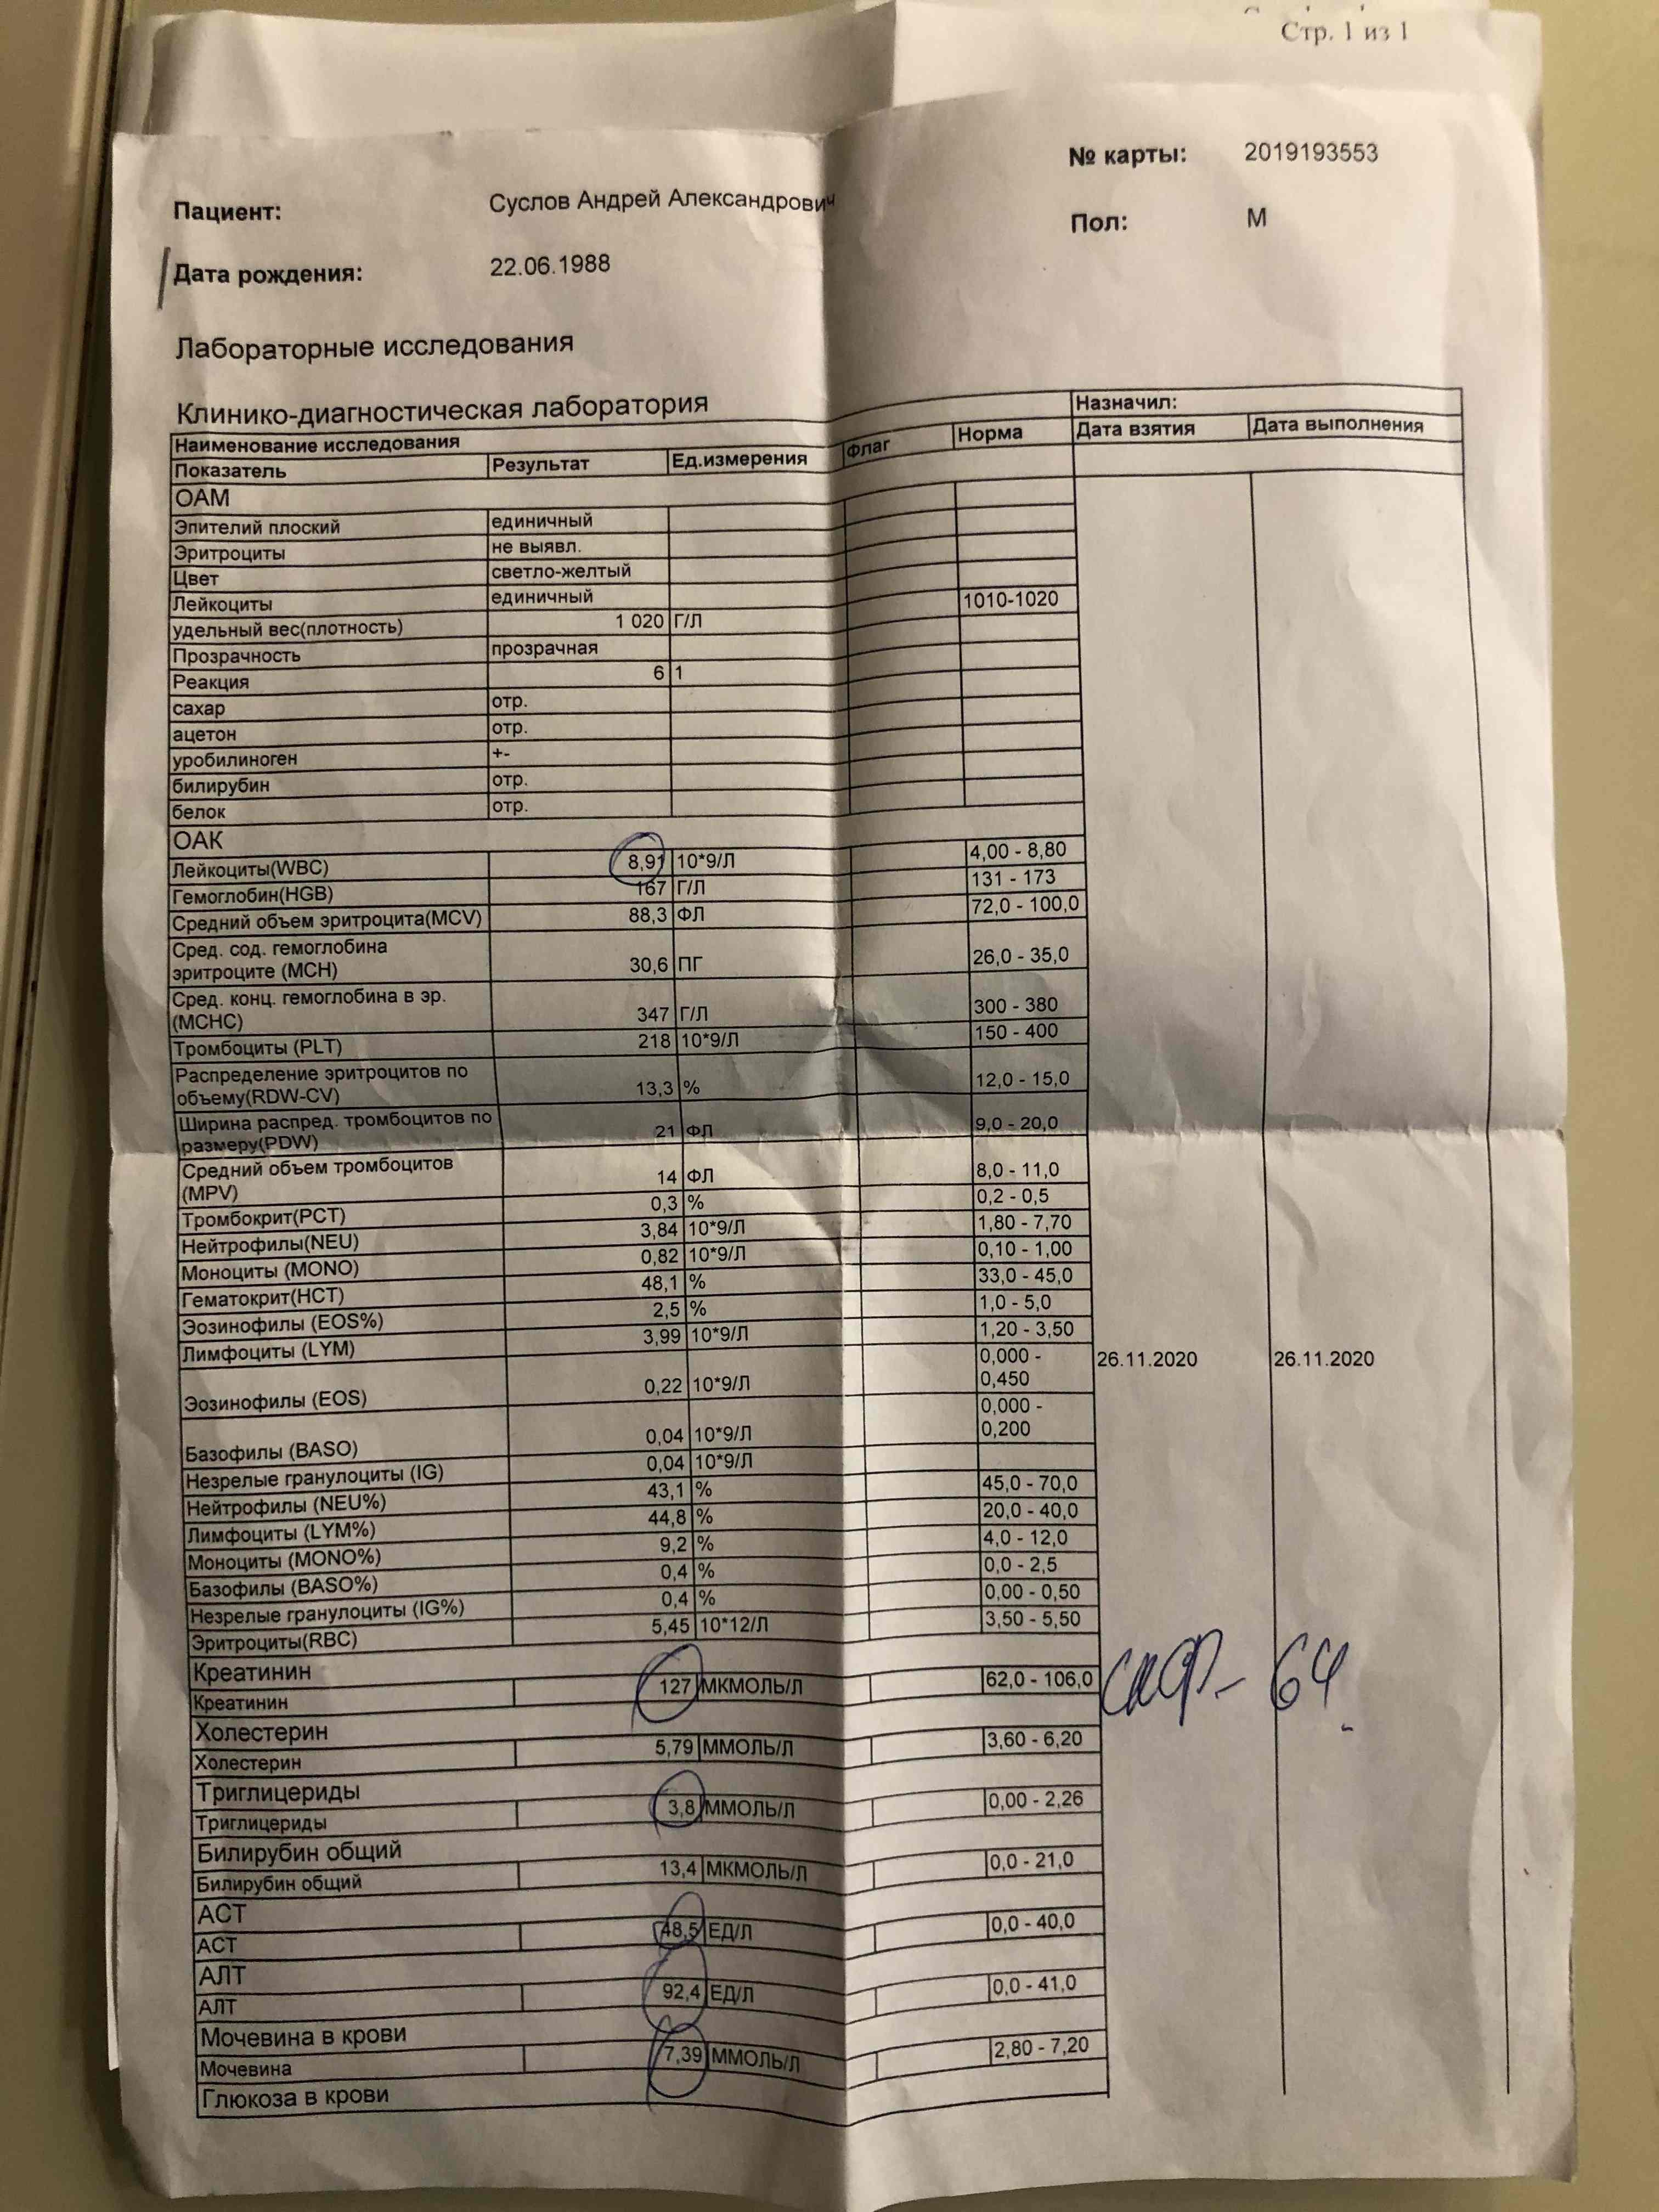 Стр. 1 из 1
№ карты: 2019193553
Пациент: Суслов Андрей Александрович
Пол: М
Дата рождения: 22.06.1988
Лабораторные исследования
Клинико-диагностическая лаборатория
Назначил:
Наименование исследования
Показатель Результат Ед.измерения Флаг Норма Дата взятия Дата выполнения
ОАМ
Эпителий плоский единичный
Эритроциты не выявл.
Цвет светло-желтый
Лейкоциты единичный
удельный вес(плотность) 1 020 Г/Л 1010-1020
Прозрачность прозрачная
Реакция 6 1
сахар отр.
ацетон отр.
уробилиноген +-
билирубин отр.
белок отр.
ОАК
Лейкоциты(WBC) 8,91 10*9/Л 4,00 - 8,80
Гемоглобин(HGB) 167 Г/Л 131 - 173
Средний объем эритроцита(MCV) 88,3 ФЛ 72,0 - 100,0
Сред. сод. гемоглобина
эритроците (MCH) 30,6 ПГ 26,0 - 35,0
Сред. конц. гемоглобина в эр.
(MCHC) 347 Г/Л 300 - 380
Тромбоциты (PLT) 218 10*9/Л 150 - 400
Распределение эритроцитов по
объему(RDW-CV) 13,3 % 12,0 - 15,0
Ширина распред. тромбоцитов по
размеру(PDW) 21 ФЛ 9,0 - 20,0
Средний объем тромбоцитов
(MPV) 14 ФЛ 8,0 - 11,0
Тромбокрит(PCT) 0,3 % 0,2 - 0,5
Нейтрофилы(NEU) 3,84 10*9/Л 1,80 - 7,70
Моноциты (MONO) 0,82 10*9/Л 0,10 - 1,00
Гематокрит(HCT) 48,1 % 33,0 - 45,0
Эозинофилы (EOS%) 2,5 % 1,0 - 5,0
Лимфоциты (LYM) 3,99 10*9/Л 1,20 - 3,50
0,000 -
Эозинофилы (EOS) 0,22 10*9/Л 0,450
26.11.2020 26.11.2020
0,000 -
Базофилы (BASO) 0,04 10*9/Л 0,200
Незрелые гранулоциты (IG) 0,04 10*9/Л
Нейтрофилы (NEU%) 43,1 % 45,0 - 70,0
Лимфоциты (LYM%) 44,8 % 20,0 - 40,0
Моноциты (MONO%) 9,2 % 4,0 - 12,0
Базофилы (BASO%) 0,4 % 0,0 - 2,5
Незрелые гранулоциты (IG%) 0,4 % 0,00 - 0,50
Эритроциты(RBC) 5,45 10*12/Л 3,50 - 5,50
Креатинин
Креатинин 127 МКМОЛЬ/Л 62,0 - 106,0
СКФ - 64
Холестерин
Холестерин 5,79 ММОЛЬ/Л 3,60 - 6,20
Триглицериды
Триглицериды 3,8 ММОЛЬ/Л 0,00 - 2,26
Билирубин общий
Билирубин общий 13,4 МКМОЛЬ/Л 0,0 - 21,0
АСТ
АСТ 48,5 ЕД/Л 0,0 - 40,0
АЛТ
АЛТ 92,4 ЕД/Л 0,0 - 41,0
Мочевина в крови
Мочевина 7,39 ММОЛЬ/Л 2,80 - 7,20
Глюкоза в крови